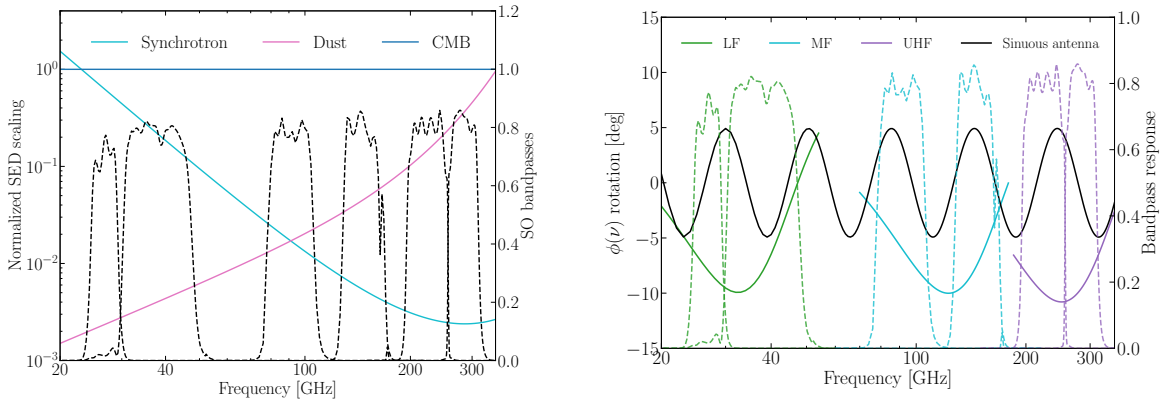 Synchrotron Dust CMB
Normalized SED scaling
10^0
10^-1
10^-2
10^-3
20 40 100 200 300
Frequency [GHz]
1.2
1.0
0.8
0.6
0.4
0.2
0.0
SO bandpasses
LF MF UHF Sinuous antenna
ϕ(ν) rotation [deg]
15
10
5
0
−5
−10
−15
20 40 100 200 300
Frequency [GHz]
1.0
0.8
0.6
0.4
0.2
0.0
Bandpass response